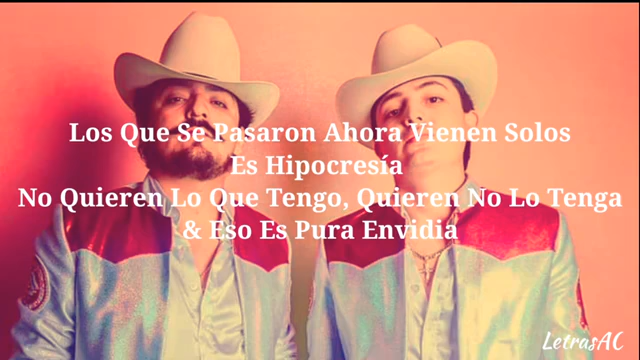 Los Que Se Pasaron Ahora Vienen Solos
Es Hipocresía
No Quieren Lo Que Tengo, Quieren No Lo Tenga
& Eso Es Pura Envidia
LetrasAC